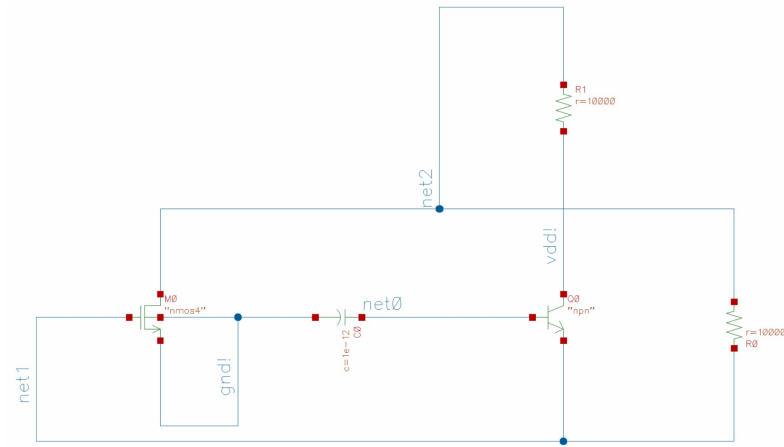 R1
r=10000
net2
vdd!
M0
"nmos4"
net0
Q0
"npn"
C0
c=1e-12
r=10000
R0
gnd!
net1